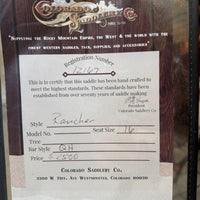 COLORADO
SADDLERY CO.
"SUPPLYING THE ROCKY MOUNTAIN EMPIRE, THE WEST & THE WORLD WITH THE
FINEST WESTERN SADDLES, TACK, SUPPLIES, AND ACCESSORIES"
REGISTRATION NUMBER
This is to certify that this saddle has been hand crafted to
meet the highest standards. These standards have been
established from over seventy years of saddle making
President
Colorado Saddlery Co
STYLE Rancher
MODEL NO. SEAT SIZE 16
TREE
BAR STYLE QH
PRICE $2500
COLORADO SADDLERY CO.
AVE WESTMINSTER, COLORADO 80030